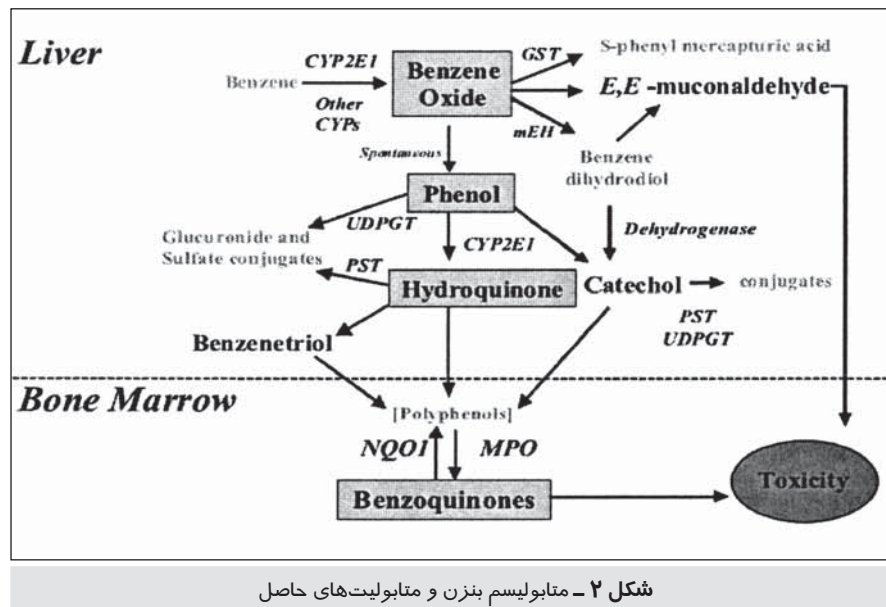 Liver
CYP2E1
Benzene
Other
CYPs
Benzene
Oxide
GST
S-phenyl mercapturic acid
E,E -muconaldehyde
mEH
Benzene
dihydrodiol
Spontaneous
Phenol
UDPGT
CYP2E1
Dehydrogenase
Glucuronide and
Sulfate conjugates
PST
Hydroquinone
Catechol
conjugates
PST
UDPGT
Benzenetriol
Bone Marrow
[Polyphenols]
NQO1
MPO
Benzoquinones
Toxicity
شکل ۲ ـ متابولیسم بنزن و متابولیت‌های حاصل